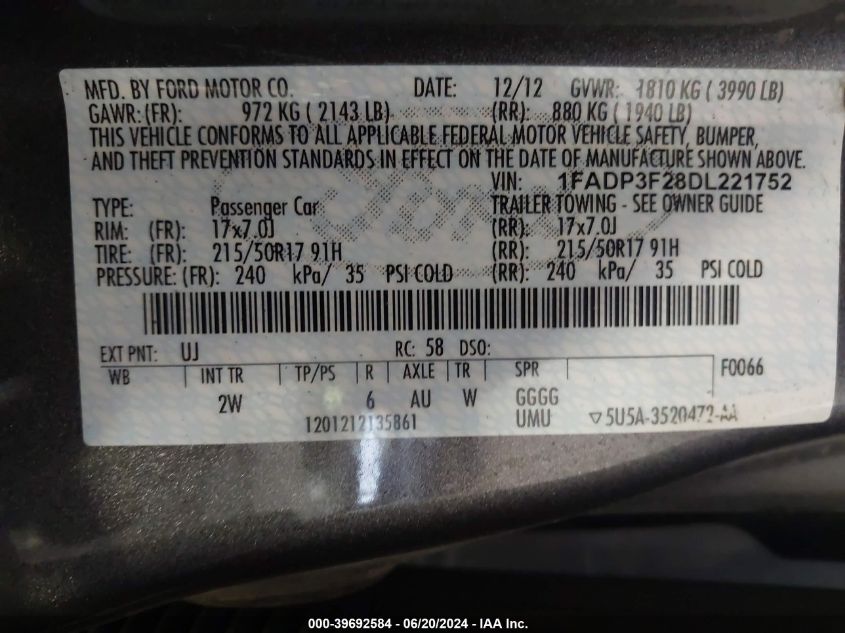 MFD. BY FORD MOTOR CO. DATE: 12/12 GVWR: 1810 KG ( 3990 LB)
GAWR: (FR): 972 KG ( 2143 LB) (RR): 880 KG ( 1940 LB)
THIS VEHICLE CONFORMS TO ALL APPLICABLE FEDERAL MOTOR VEHICLE SAFETY, BUMPER,
AND THEFT PREVENTION STANDARDS IN EFFECT ON THE DATE OF MANUFACTURE SHOWN ABOVE.
VIN: 1FADP3F28DL221752
TYPE: Passenger Car TRAILER TOWING - SEE OWNER GUIDE
RIM: (FR): 17x7.0J (RR): 17x7.0J
TIRE: (FR): 215/50R17 91H (RR): 215/50R17 91H
PRESSURE: (FR): 240 kPa/ 35 PSI COLD (RR): 240 kPa/ 35 PSI COLD
EXT PNT: UJ RC: 58 DSO:
WB INT TR TP/PS R AXLE TR SPR F0066
2W 6 AU W GGGG
1201212135861 UMU ▽5U5A-3520472-AA
000-39692584 - 06/20/2024 - IAA Inc.